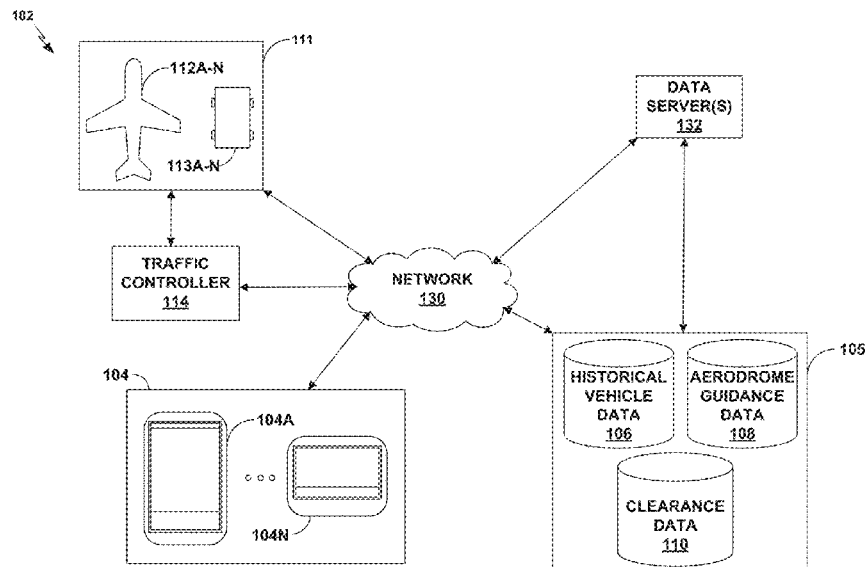 102
111
112A-N
113A-N
DATA
SERVER(S)
132
TRAFFIC
CONTROLLER
114
NETWORK
130
104
104A
104N
105
HISTORICAL
VEHICLE
DATA
106
AERODROME
GUIDANCE
DATA
108
CLEARANCE
DATA
110